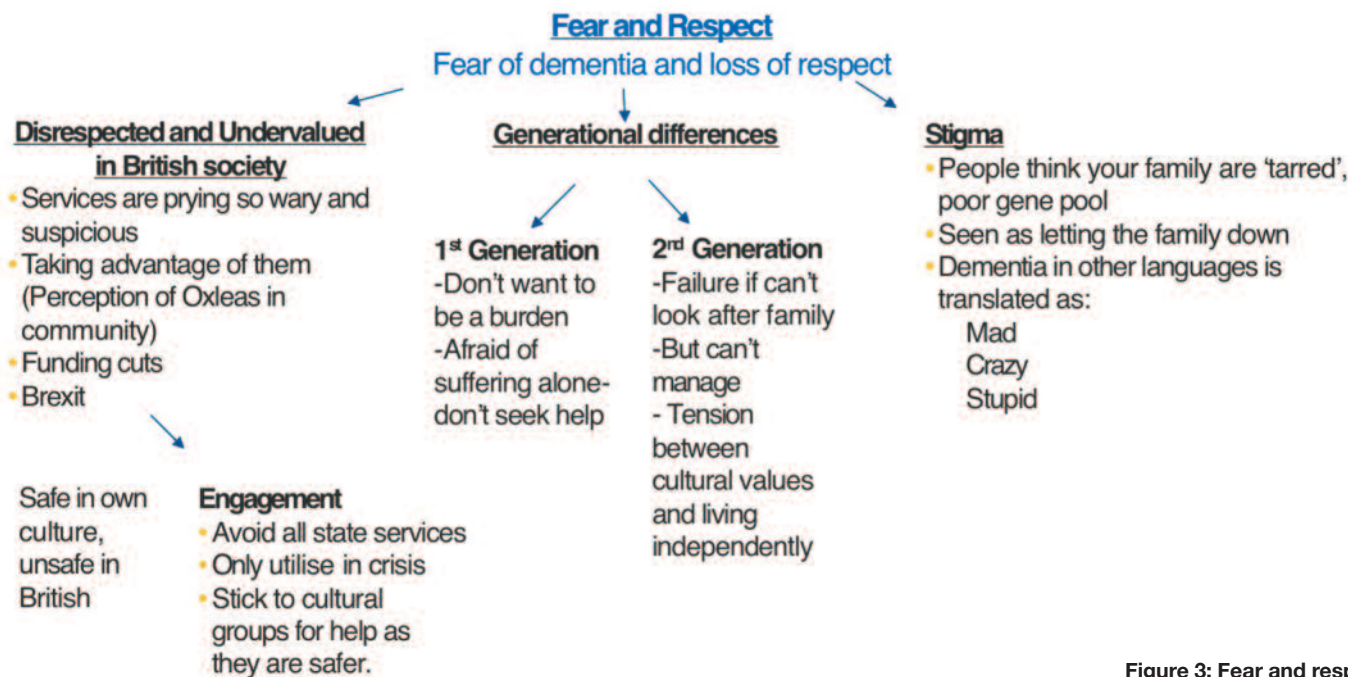 Fear and Respect
Fear of dementia and loss of respect
Disrespected and Undervalued
in British society
• Services are prying so wary and
suspicious
• Taking advantage of them
(Perception of Oxleas in
community)
• Funding cuts
• Brexit
Safe in own
culture,
unsafe in
British
Engagement
• Avoid all state services
• Only utilise in crisis
• Stick to cultural
groups for help as
they are safer.
Generational differences
1st Generation
-Don't want to
be a burden
-Afraid of
suffering alone-
don't seek help
2nd Generation
-Failure if can't
look after family
-But can't
manage
- Tension
between
cultural values
and living
independently
Stigma
• People think your family are 'tarred',
poor gene pool
• Seen as letting the family down
• Dementia in other languages is
translated as:
Mad
Crazy
Stupid
Figure 3: Fear and resp